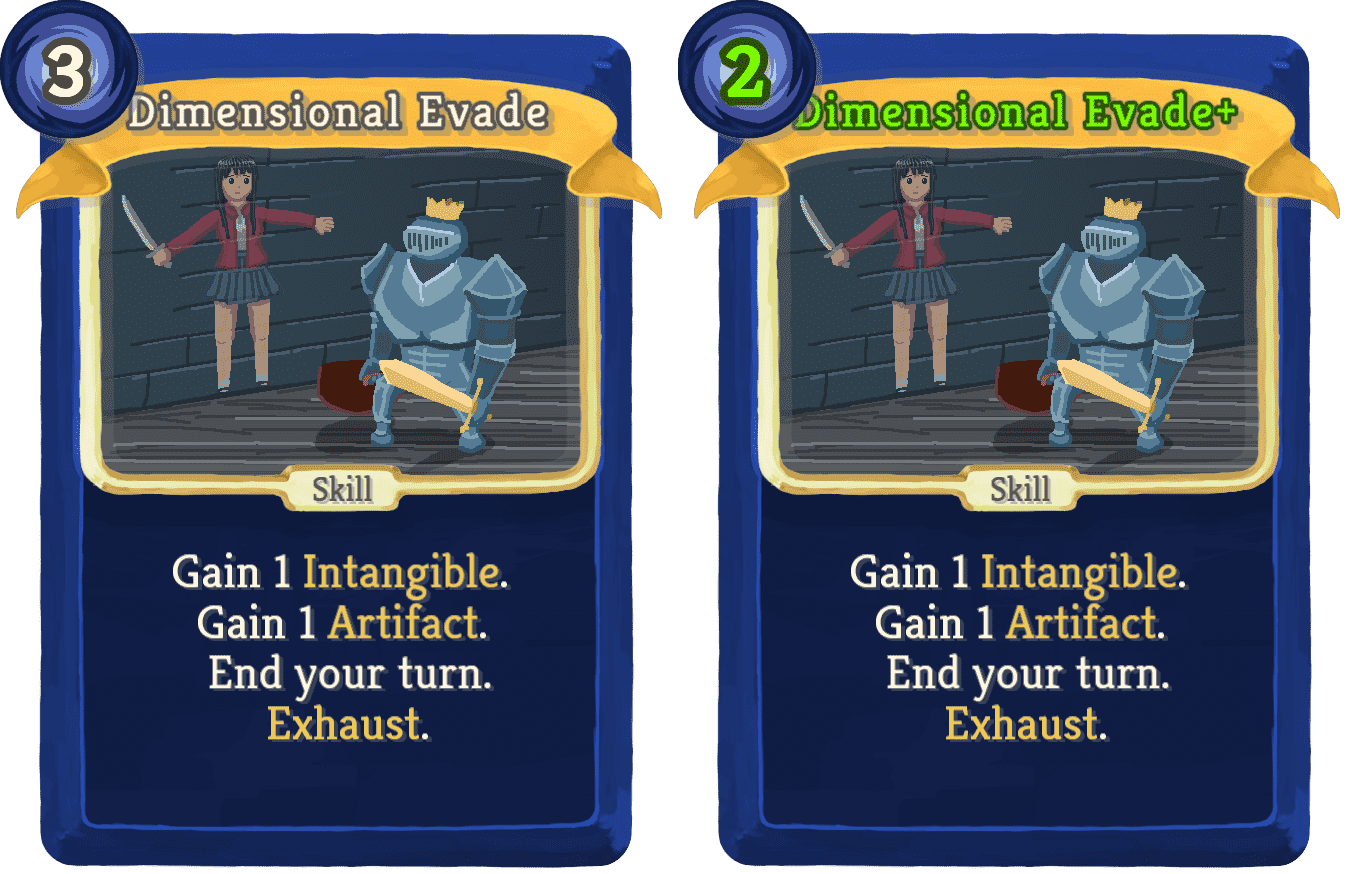 3
Dimensional Evade
Skill
Gain 1 Intangible.
Gain 1 Artifact.
End your turn.
Exhaust.
2
Dimensional Evade+
Skill
Gain 1 Intangible.
Gain 1 Artifact.
End your turn.
Exhaust.